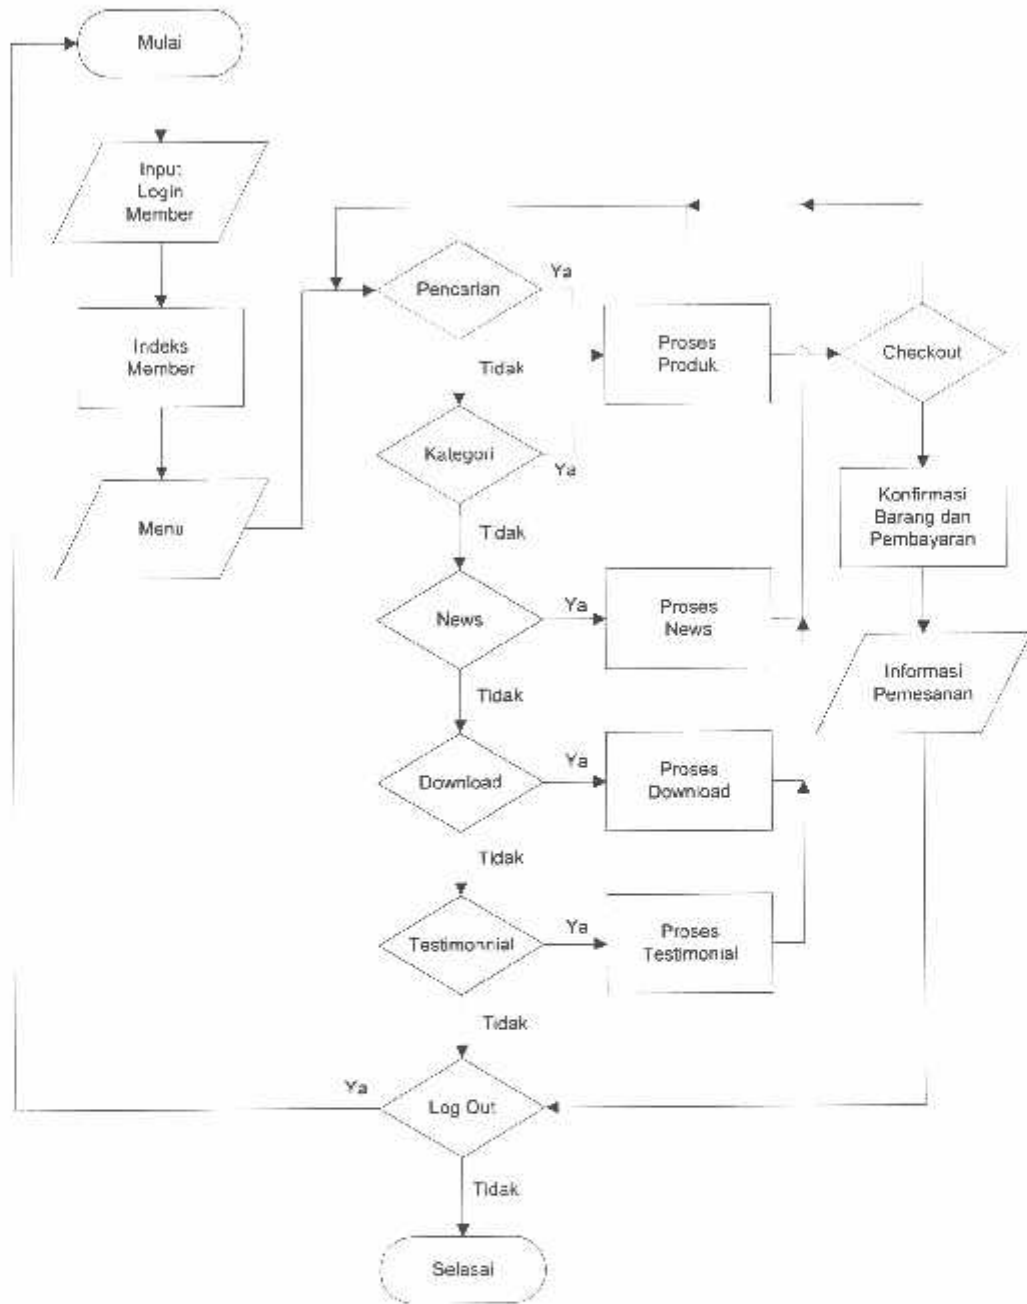 Mulai
Input
Login
Member
Indeks
Member
Menu
Pencarian
Ya
Tidak
Proses
Produk
Checkout
Kategori
Ya
Tidak
Konfirmasi
Barang dan
Pembayaran
News
Ya
Proses
News
Tidak
Informasi
Pemesanan
Download
Ya
Proses
Download
Tidak
Testimonnial
Ya
Proses
Testimonial
Tidak
Ya
Log Out
Tidak
Selasai